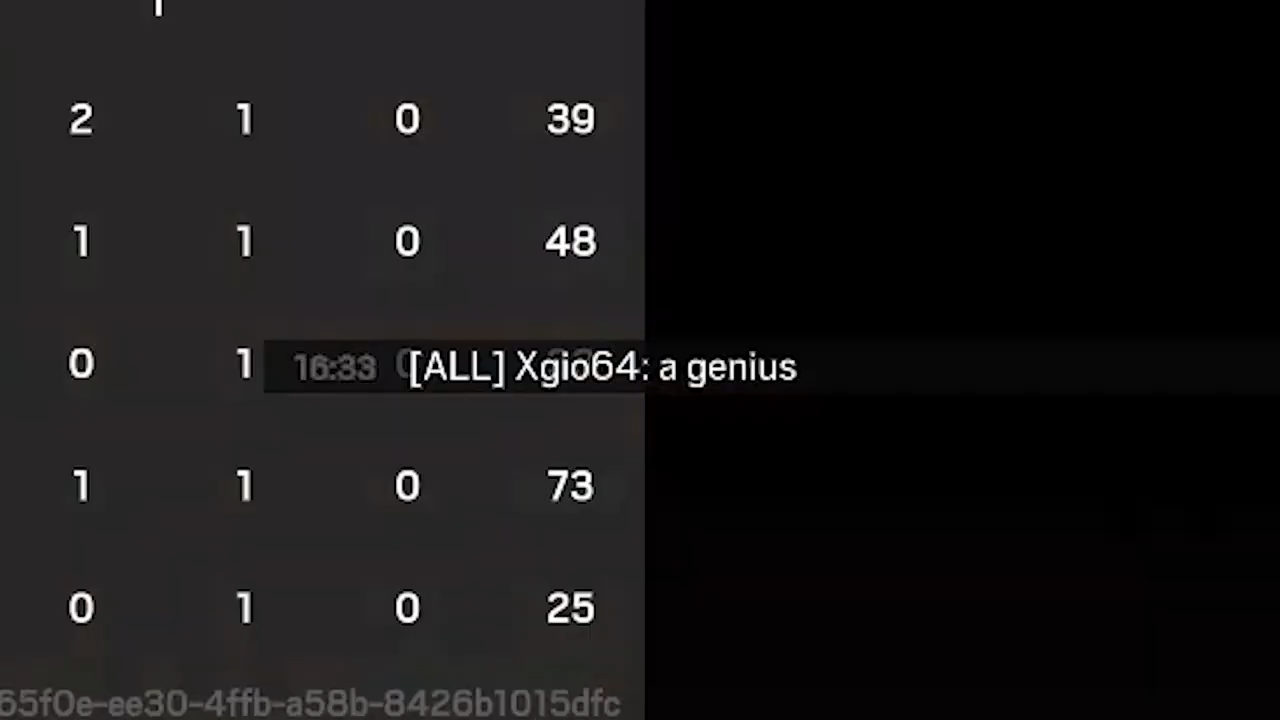 2 1 0 39
1 1 0 48
0 1 0
16:33 [ALL] Xgio64: a genius
1 1 0 73
0 1 0 25
65f0e-ee30-4ffb-a58b-8426b1015dfc